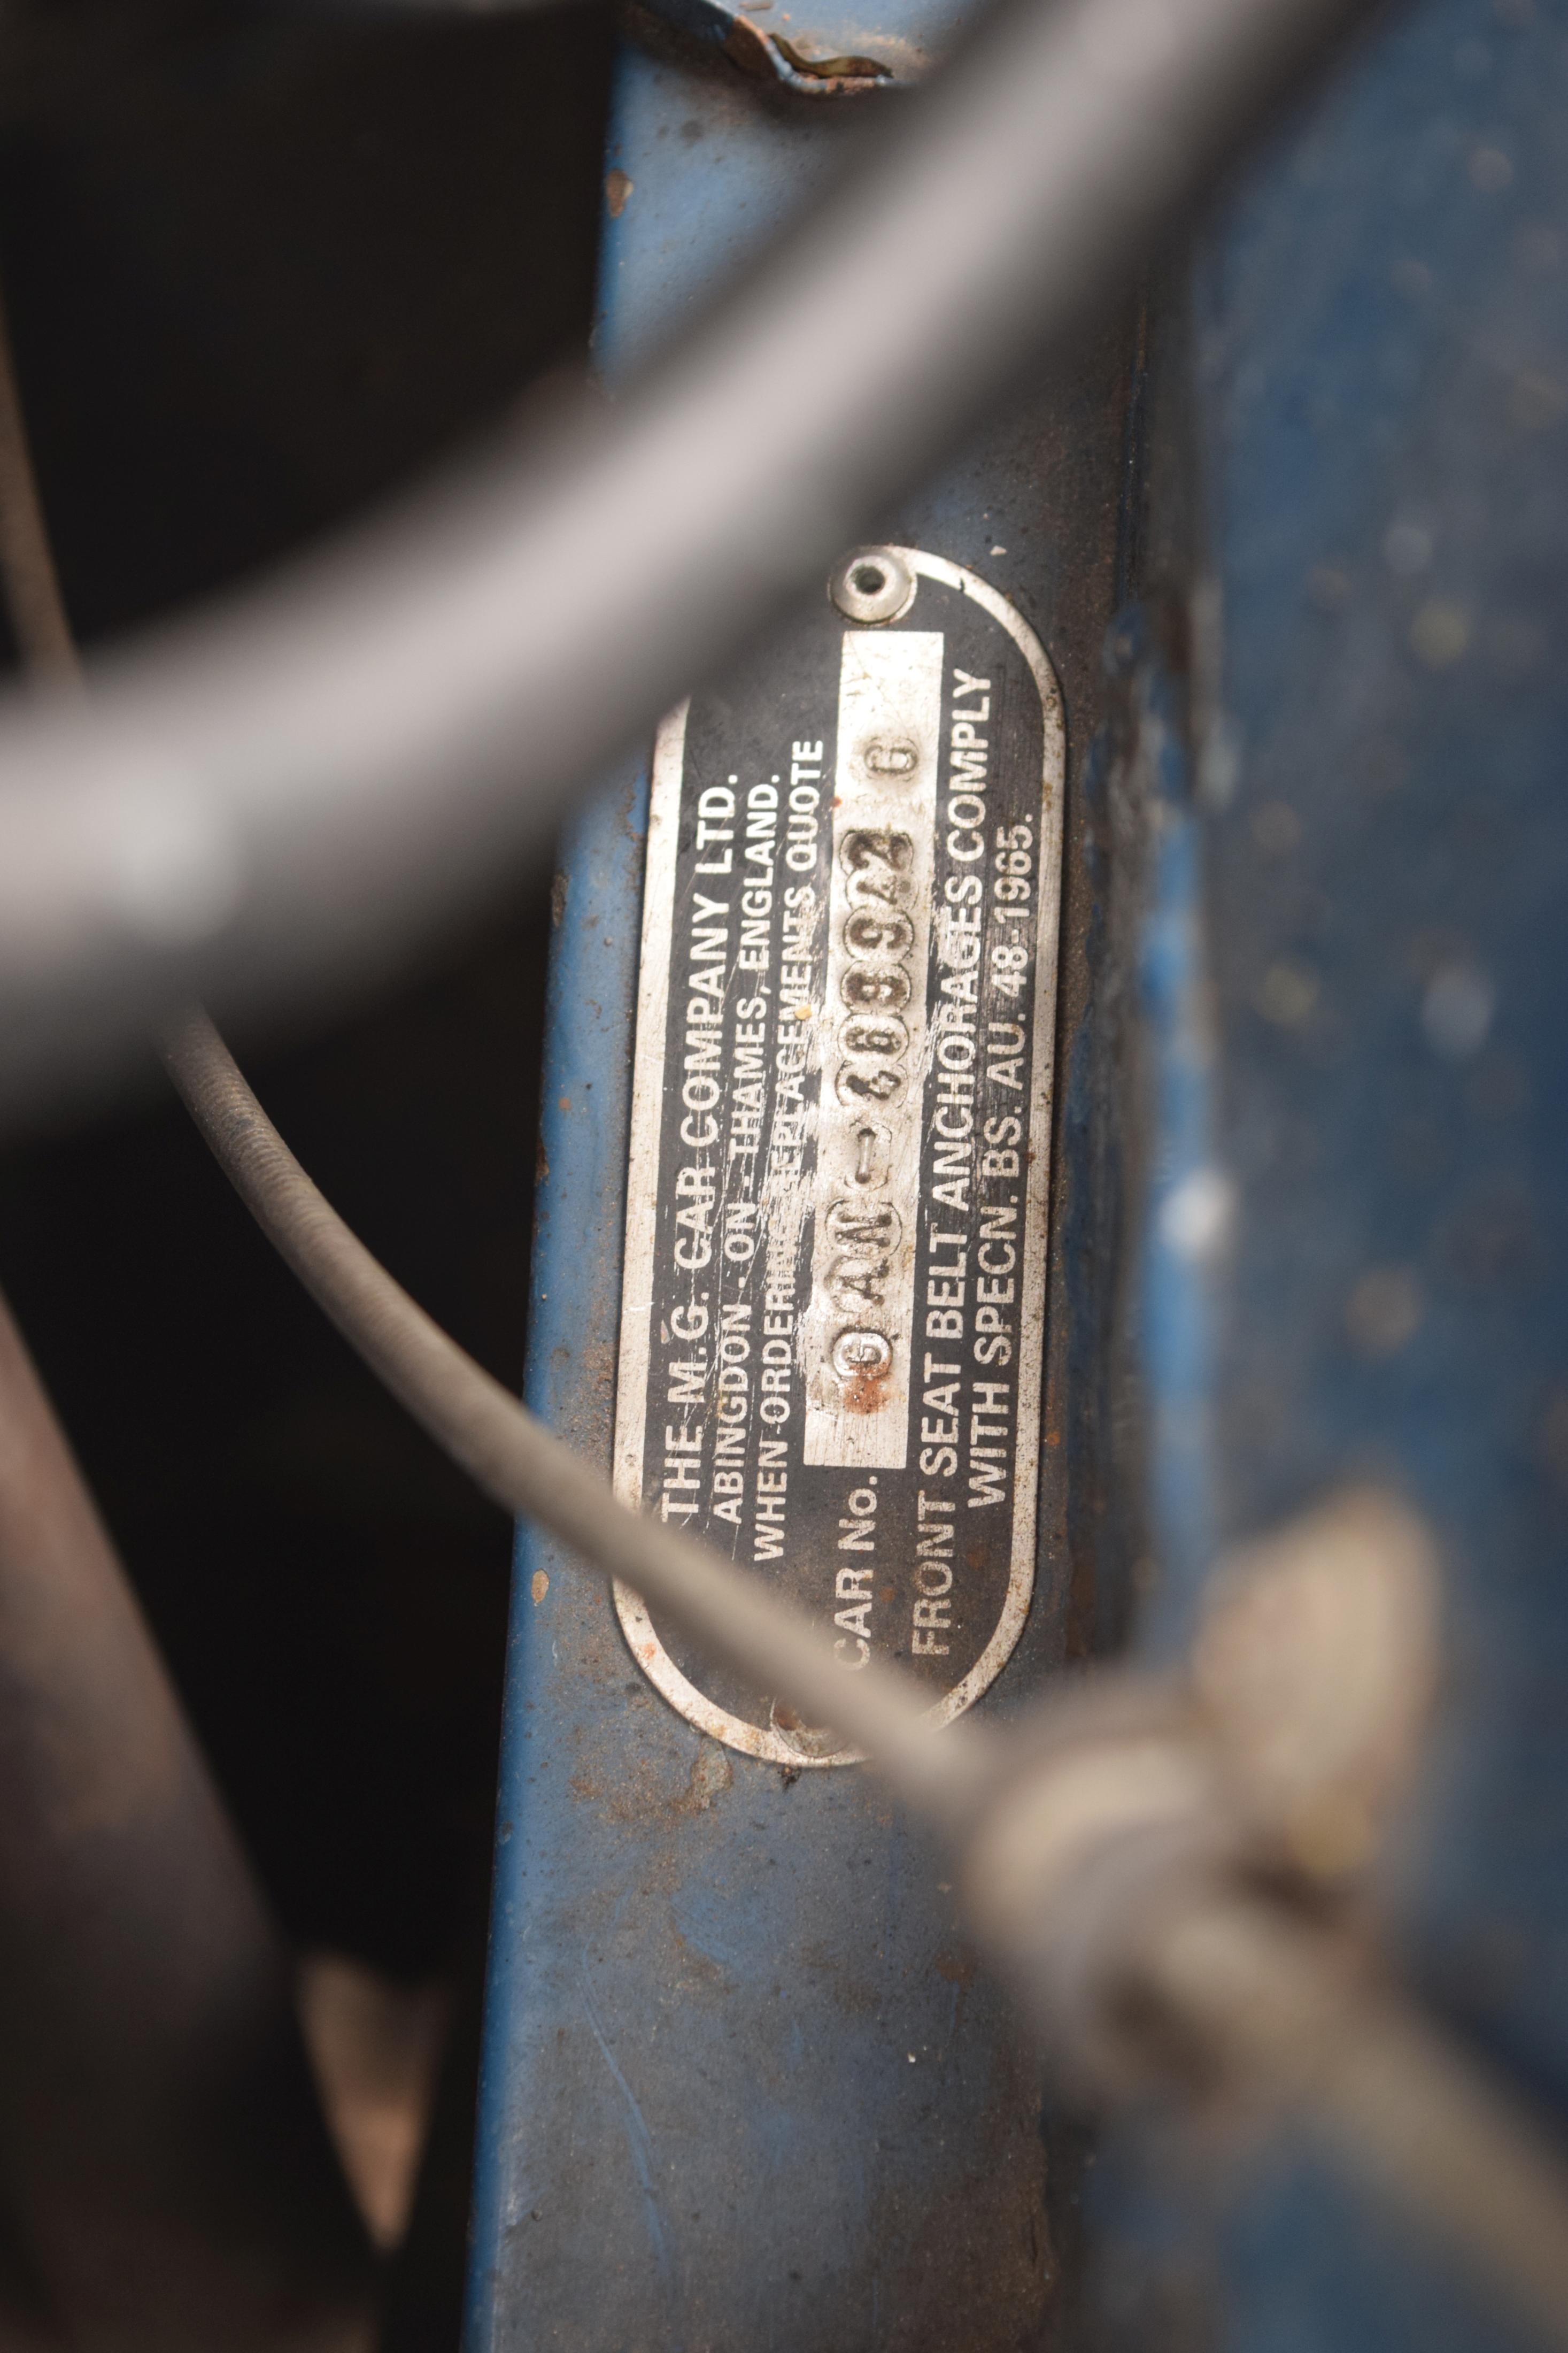 THE M.G. CAR COMPANY LTD.
ABINGDON - ON - THAMES, ENGLAND.
WHEN ORDERING REPLACEMENTS QUOTE
CAR No. G AN - G
FRONT SEAT BELT ANCHORAGES COMPLY
WITH SPECN. BS. AU. 48-1965.